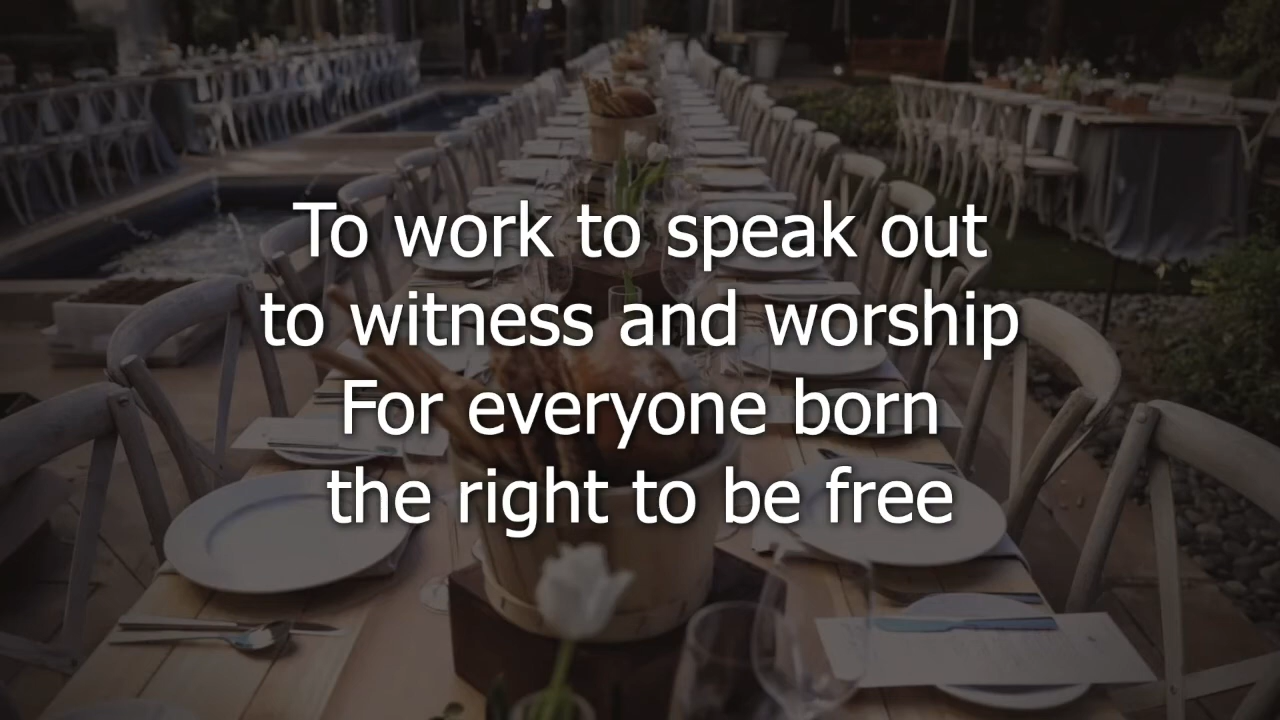 To work to speak out
to witness and worship
For everyone born
the right to be free